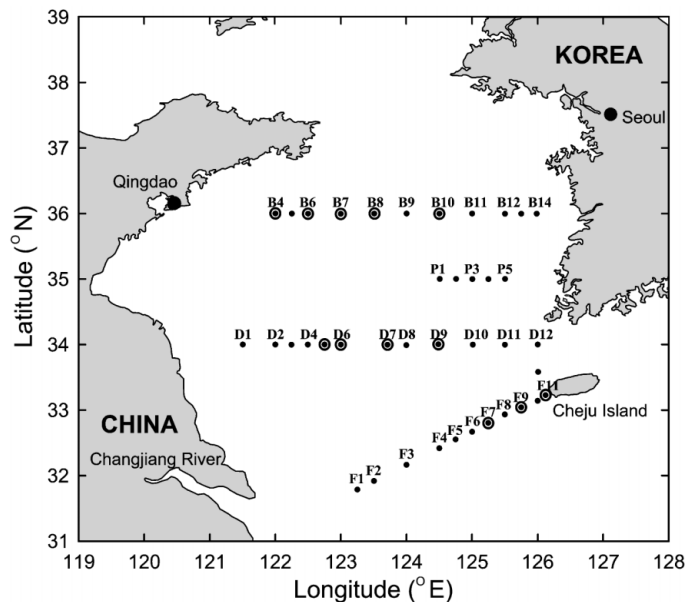 39
38
37
36
35
34
33
32
31
Latitude (°N)
KOREA
Seoul
Qingdao
B4 B6 B7 B8 B9 B10 B11 B12 B14
P1 P3 P5
D1 D2 D4 D6 D7 D8 D9 D10 D11 D12
F11
F9
F8
F7
F6
F5
F4
F3
F2
F1
Cheju Island
CHINA
Changjiang River
119 120 121 122 123 124 125 126 127 128
Longitude (°E)